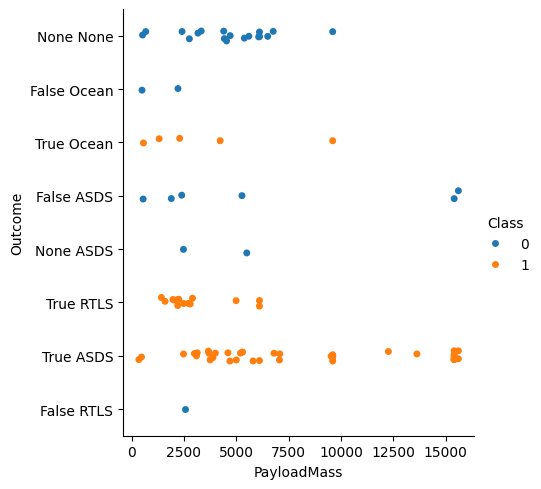 None None
False Ocean
True Ocean
False ASDS
None ASDS
True RTLS
True ASDS
False RTLS
Outcome
0
2500
5000
7500
10000
12500
15000
PayloadMass
Class
0
1